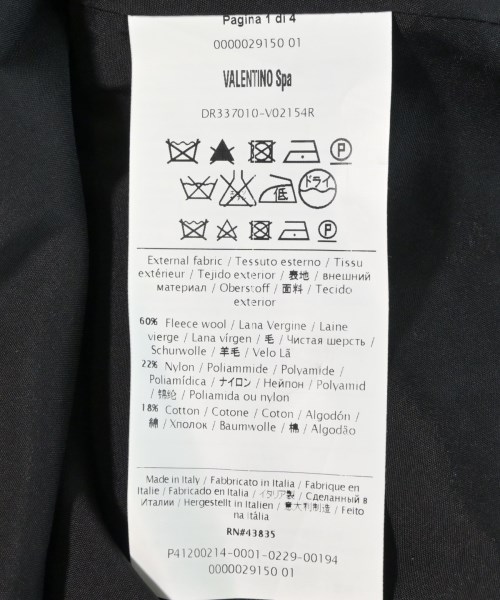 Pagina 1 di 4
0000029150 01
VALENTINO Spa
DR337010-V02154R
P
低 ドライ
P
External fabric / Tessuto esterno / Tissu
extérieur / Tejido exterior / 表地 / внешний
материал / Oberstoff / 面料 / Tecido
exterior
60% Fleece wool / Lana Vergine / Laine
vierge / Lana vírgen / 毛 / Чистая шерсть /
Schurwolle / 羊毛 / Velo Lã
22% Nylon / Poliammide / Polyamide /
Poliamídica / ナイロン / Нейлон / Polyamid
/ 锦纶 / Poliamida ou nylon
18% Cotton / Cotone / Coton / Algodón /
綿 / Хлопок / Baumwolle / 棉 / Algodão
Made in Italy / Fabbricato in Italia / Fabrique en
Italie / Fabricado en Italia / イタリア製 / Сделанный в
Италии / Hergestellt in Italien / 意大利制造 / Feito
na Itália
RN#43835
P41200214-0001-0229-00194
0000029150 01